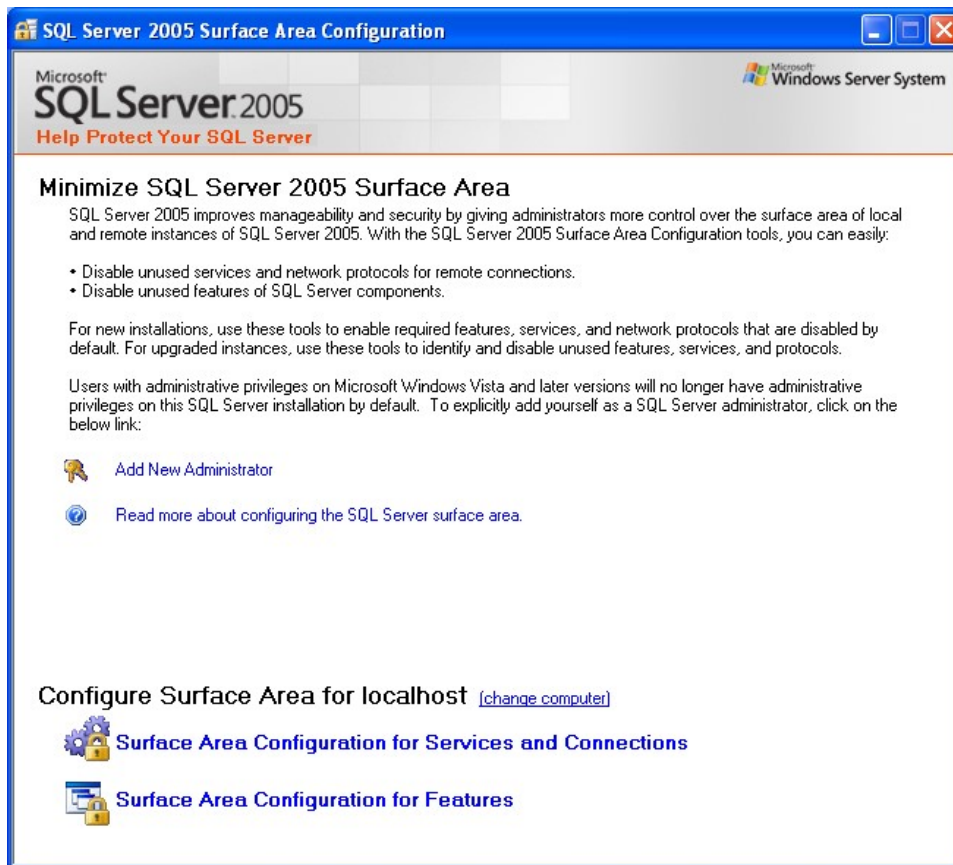 SQL Server 2005 Surface Area Configuration
Microsoft
SQL Server 2005
Help Protect Your SQL Server
Microsoft
Windows Server System
Minimize SQL Server 2005 Surface Area
SQL Server 2005 improves manageability and security by giving administrators more control over the surface area of local
and remote instances of SQL Server 2005. With the SQL Server 2005 Surface Area Configuration tools, you can easily:
• Disable unused services and network protocols for remote connections.
• Disable unused features of SQL Server components.
For new installations, use these tools to enable required features, services, and network protocols that are disabled by
default. For upgraded instances, use these tools to identify and disable unused features, services, and protocols.
Users with administrative privileges on Microsoft Windows Vista and later versions will no longer have administrative
privileges on this SQL Server installation by default.  To explicitly add yourself as a SQL Server administrator, click on the
below link:
Add New Administrator
Read more about configuring the SQL Server surface area.
Configure Surface Area for localhost (change computer)
Surface Area Configuration for Services and Connections
Surface Area Configuration for Features